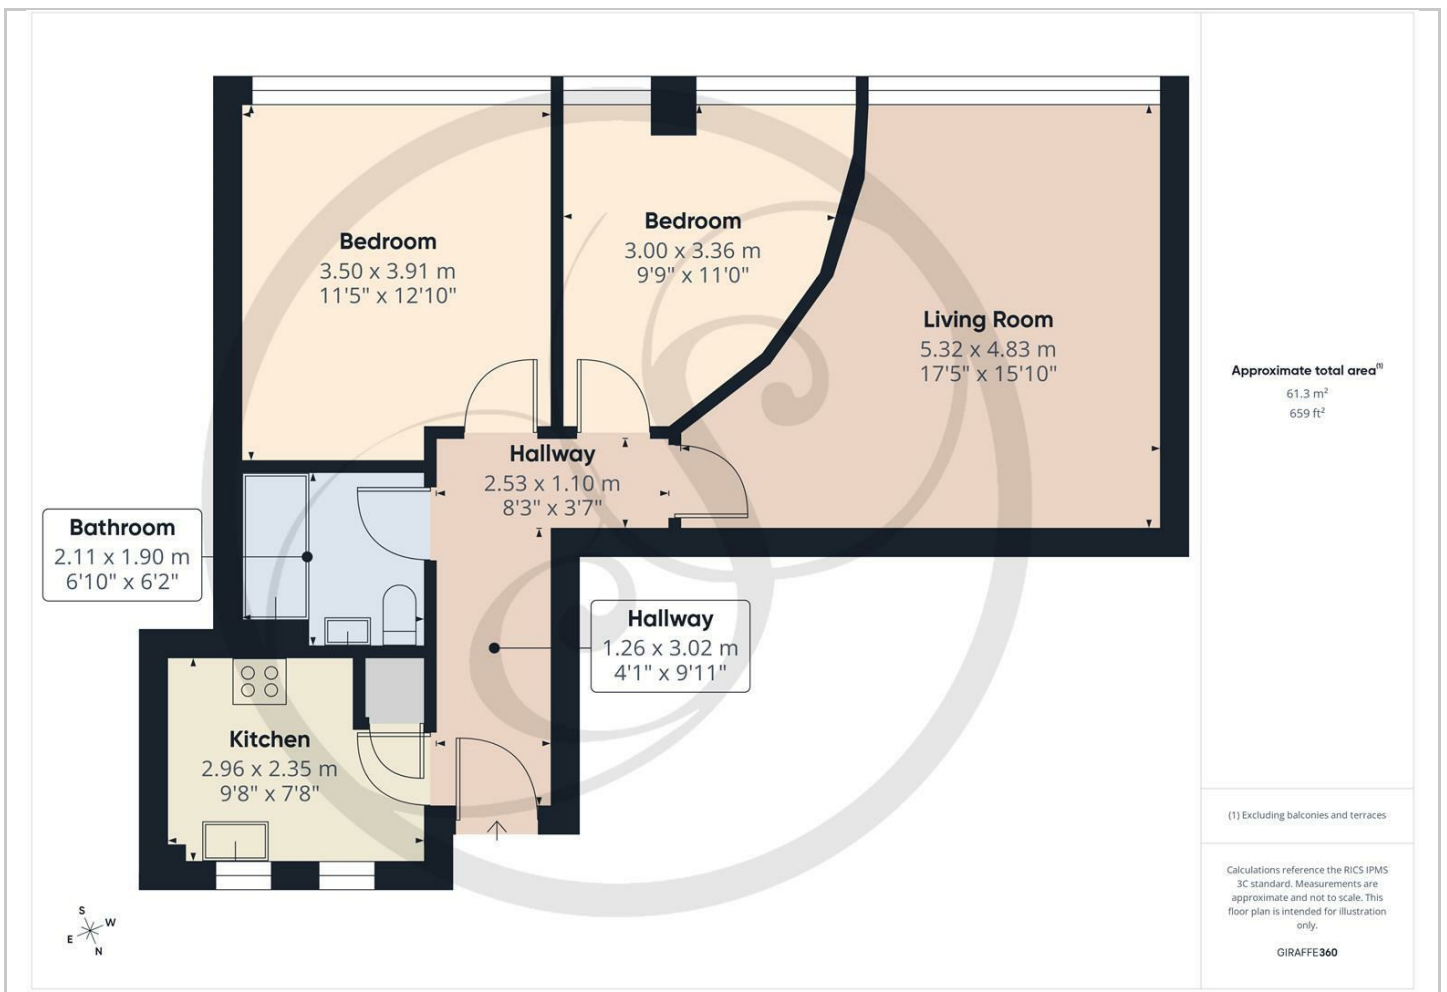 Bedroom
3.50 x 3.91 m
11'5" x 12'10"
Bedroom
3.00 x 3.36 m
9'9" x 11'0"
Living Room
5.32 x 4.83 m
17'5" x 15'10"
Hallway
2.53 x 1.10 m
8'3" x 3'7"
Bathroom
2.11 x 1.90 m
6'10" x 6'2"
Hallway
1.26 x 3.02 m
4'1" x 9'11"
Kitchen
2.96 x 2.35 m
9'8" x 7'8"
S
W
E
N
Approximate total area(1)
61.3 m²
659 ft²
(1) Excluding balconies and terraces
Calculations reference the RICS IPMS
3C standard. Measurements are
approximate and not to scale. This
floor plan is intended for illustration
only.
GIRAFFE360